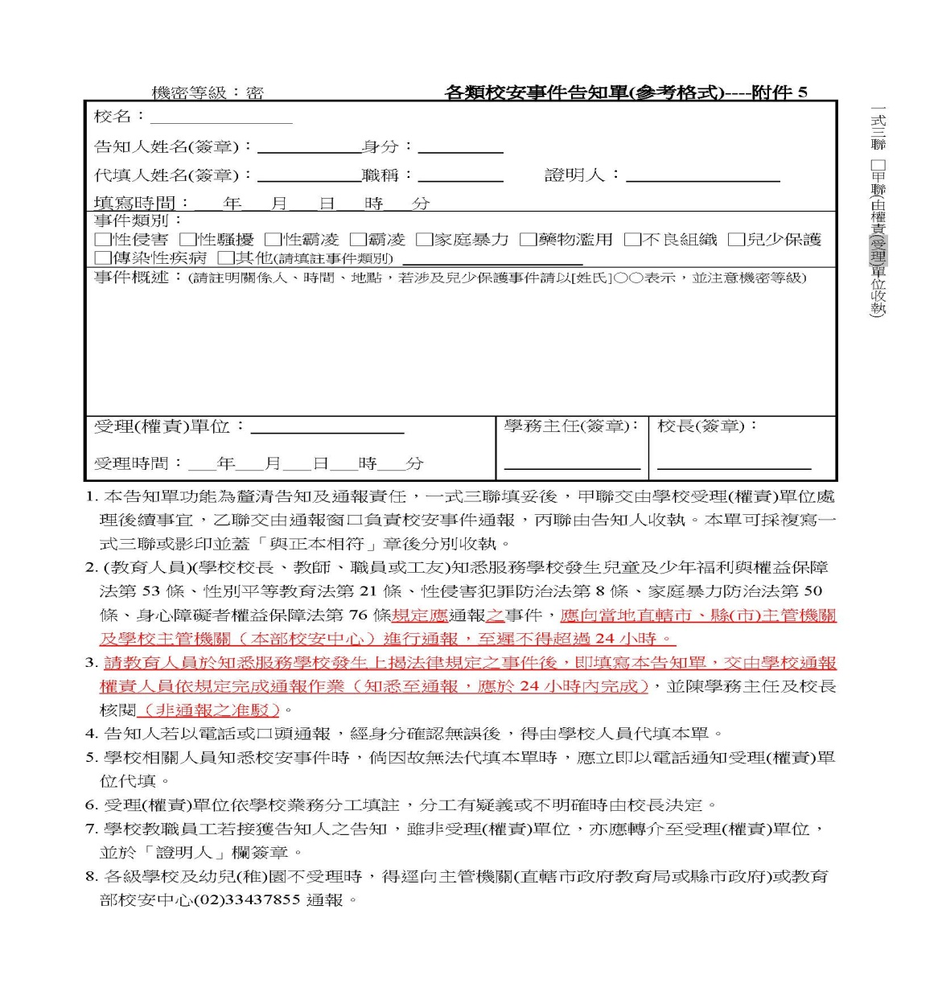 機密等級：密
各類校安事件告知單(參考格式)----附件 5
一式三聯 □甲聯(由權責(受理)單位收執)
校名：_________________
告知人姓名(簽章)：____________身分：__________
代填人姓名(簽章)：____________職稱：__________ 證明人：__________________
填寫時間：___年___月___日___時___分
事件類別：
□性侵害 □性騷擾 □性霸凌 □霸凌 □家庭暴力 □藥物濫用 □不良組織 □兒少保護
□傳染性疾病 □其他(請填註事件類別) _____________________
事件概述：(請註明關係人、時間、地點，若涉及兒少保護事件請以[姓氏]○○表示，並注意機密等級)
受理(權責)單位：__________________
受理時間：___年___月___日___時___分
學務主任(簽章)：
________________
校長(簽章)：
__________________
1. 本告知單功能為釐清告知及通報責任，一式三聯填妥後，甲聯交由學校受理(權責)單位處
理後續事宜，乙聯交由通報窗口負責校安事件通報，丙聯由告知人收執。本單可採複寫一
式三聯或影印並蓋「與正本相符」章後分別收執。
2. (教育人員)(學校校長、教師、職員或工友)知悉服務學校發生兒童及少年福利與權益保障
法第 53 條、性別平等教育法第 21 條、性侵害犯罪防治法第 8 條、家庭暴力防治法第 50
條、身心障礙者權益保障法第 76 條規定應通報之事件，應向當地直轄市、縣(市)主管機關
及學校主管機關（本部校安中心）進行通報，至遲不得超過 24 小時。
3. 請教育人員於知悉服務學校發生上揭法律規定之事件後，即填寫本告知單，交由學校通報
權責人員依規定完成通報作業（知悉至通報，應於 24 小時內完成），並陳學務主任及校長
核閱（非通報之准駁）。
4. 告知人若以電話或口頭通報，經身分確認無誤後，得由學校人員代填本單。
5. 學校相關人員知悉校安事件時，倘因故無法代填本單時，應立即以電話通知受理(權責)單
位代填。
6. 受理(權責)單位依學校業務分工填註，分工有疑義或不明確時由校長決定。
7. 學校教職員工若接獲告知人之告知，雖非受理(權責)單位，亦應轉介至受理(權責)單位，
並於「證明人」欄簽章。
8. 各級學校及幼兒(稚)園不受理時，得逕向主管機關(直轄市政府教育局或縣市政府)或教育
部校安中心(02)33437855 通報。